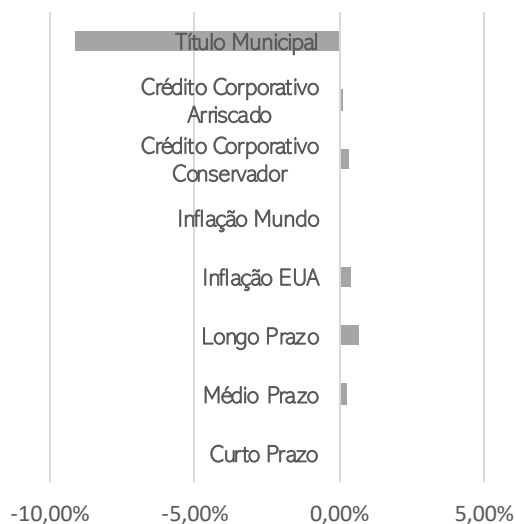 Título Municipal
Crédito Corporativo
Arriscado
Crédito Corporativo
Conservador
Inflação Mundo
Inflação EUA
Longo Prazo
Médio Prazo
Curto Prazo
-10,00% -5,00% 0,00% 5,00%